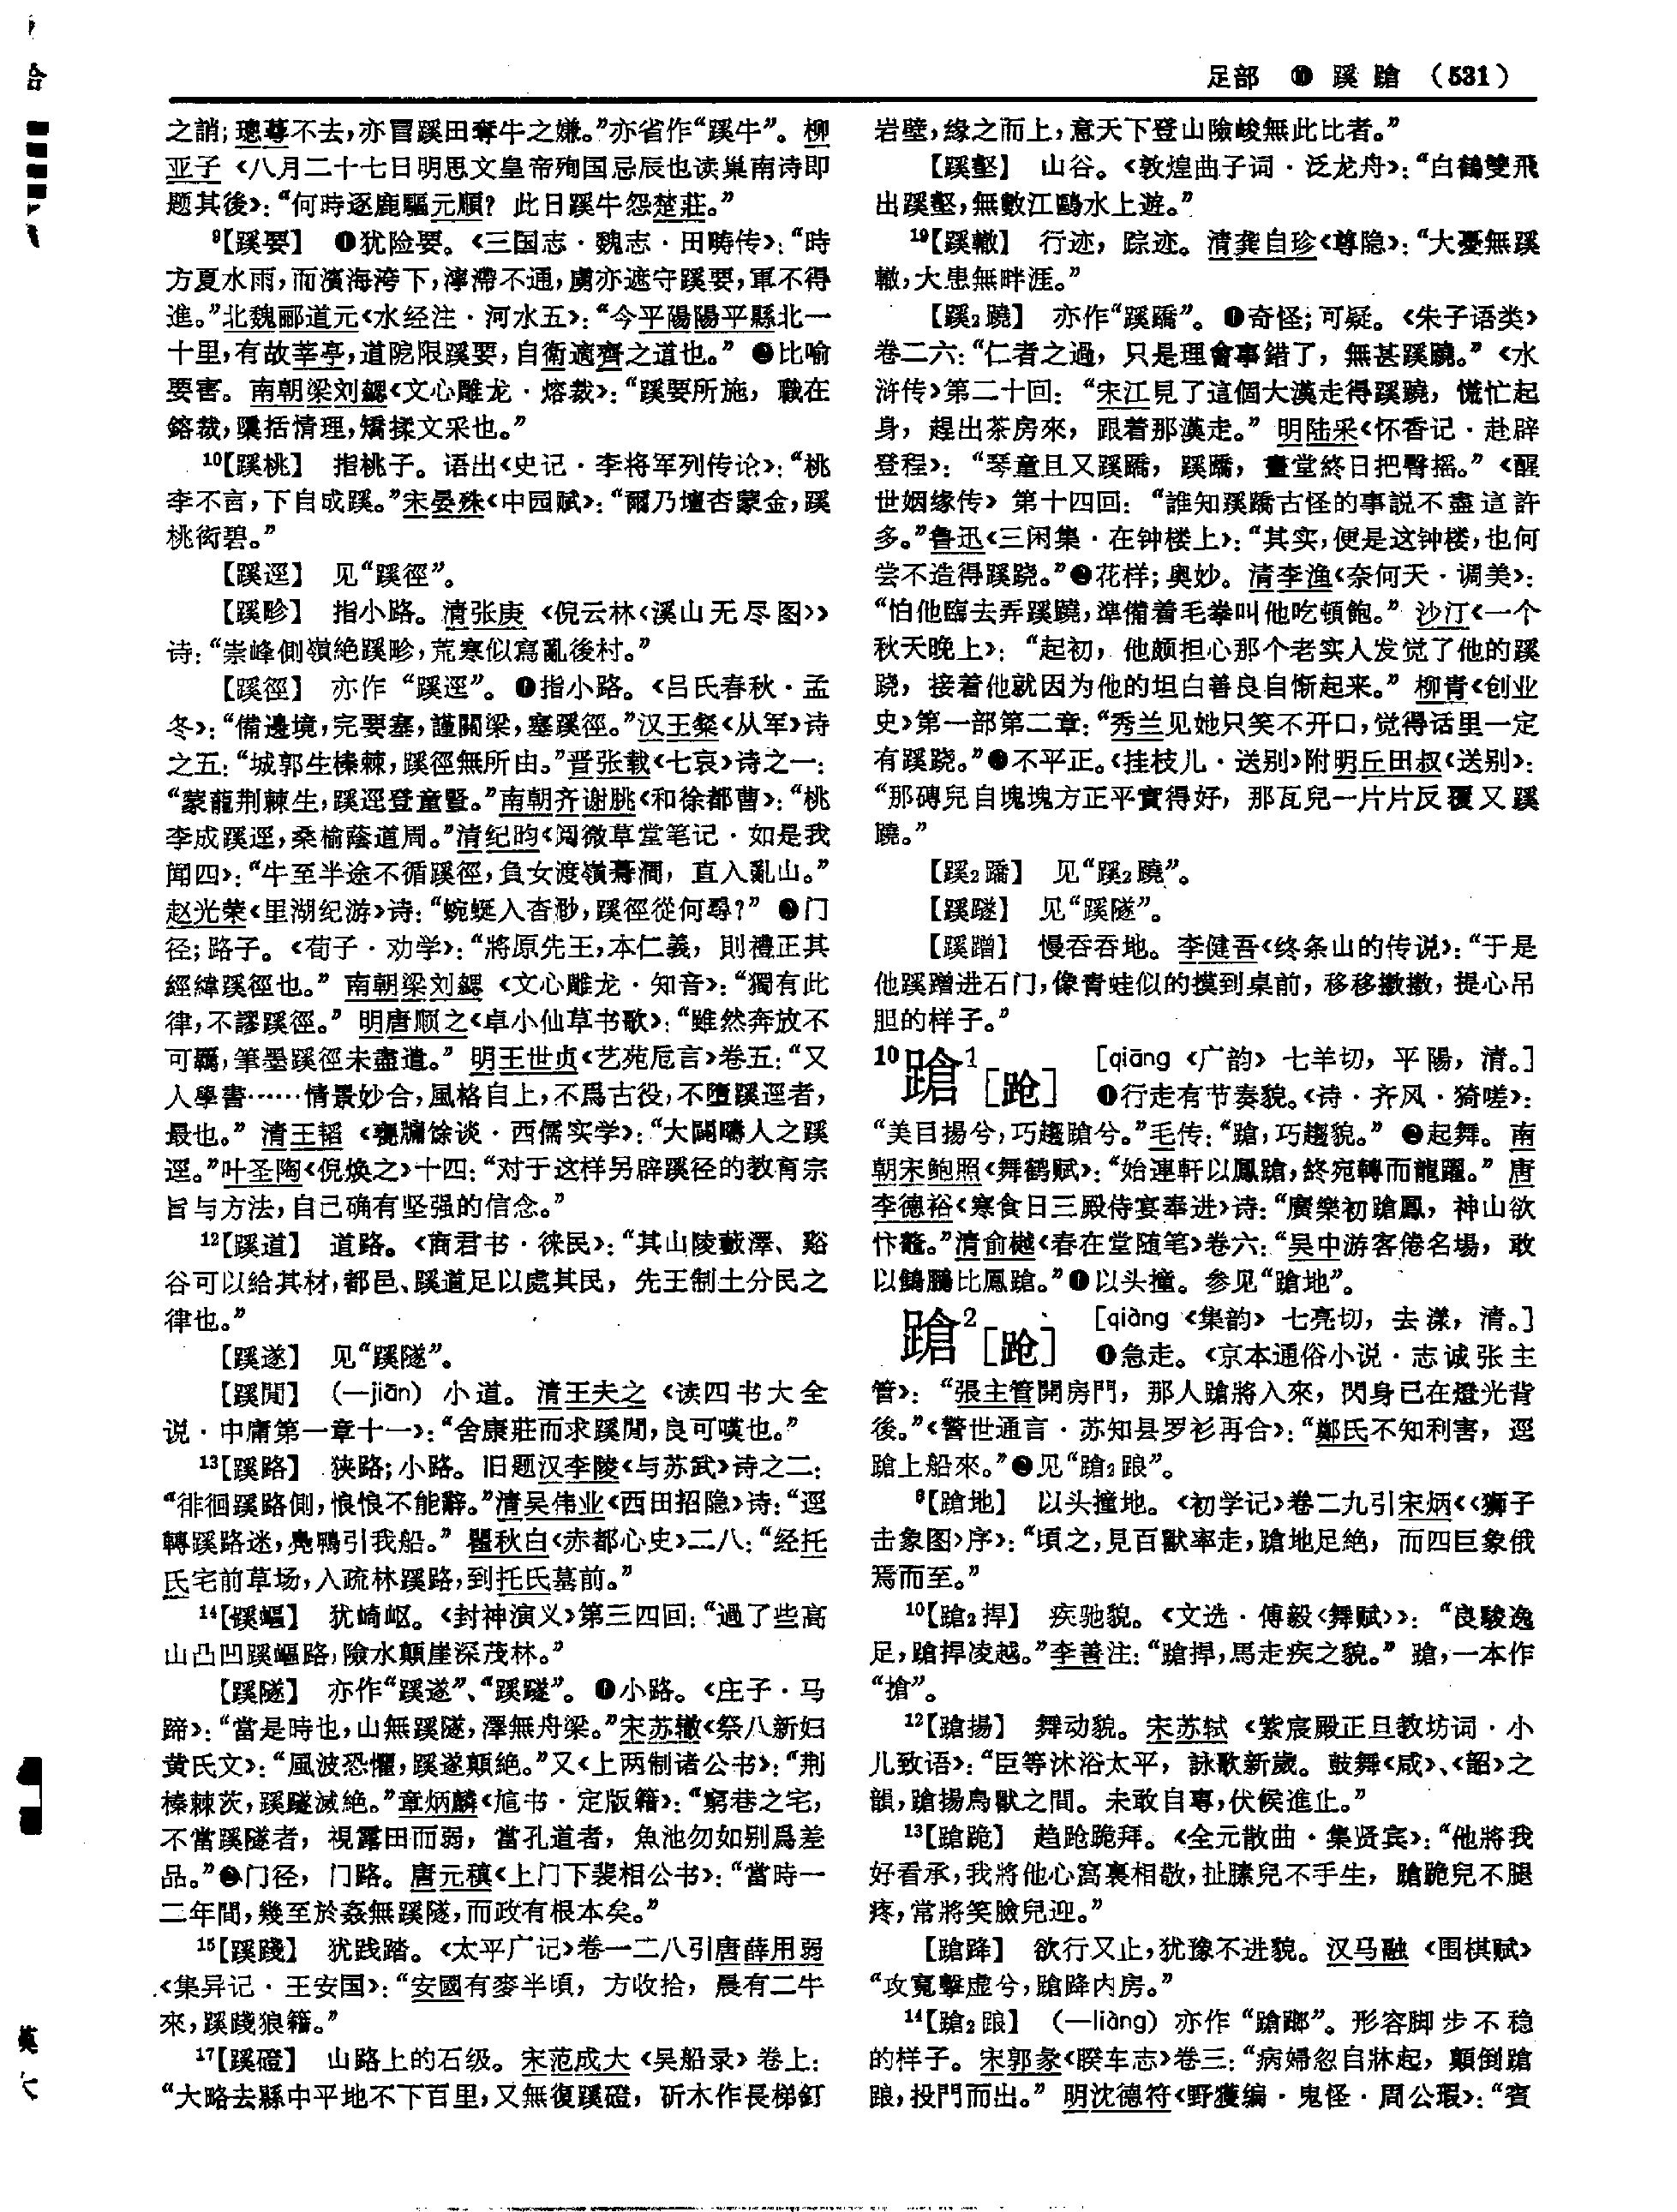 足部 ❿ 蹊 蹌 (531)
之誚;璁尊不去,亦冒蹊田奪牛之嫌。”亦省作“蹊牛”。 柳
亚子《八月二十七日明思文皇帝殉国忌辰也读巢南诗即
题其後》:“何時逐鹿驅元順? 此日蹊牛怨楚莊。”
9【蹊要】 ❶犹险要。《三国志·魏志·田畴传》:“時
方夏水雨,而濱海洿下,濘滯不通,虜亦遮守蹊要,軍不得
進。”北魏郦道元《水经注·河水五》:“今平陽陽平縣北一
十里,有故莘亭,道阨限蹊要,自衛適齊之道也。” ❷比喻
要害。 南朝梁刘勰《文心雕龙·熔裁》:“蹊要所施, 職在
鎔裁,櫽括情理,矯揉文采也。”
10【蹊桃】 指桃子。语出《史记·李将军列传论》:“桃
李不言,下自成蹊。”宋晏殊《中园赋》:“爾乃壇杏蒙金,蹊
桃衒碧。”
【蹊逕】 见“蹊徑”。
【蹊畛】 指小路。清张庚《倪云林〈溪山无尽图〉》
诗:“崇峰側嶺絶蹊畛,荒寒似寫亂後村。”
【蹊徑】 亦作“蹊逕”。❶指小路。《吕氏春秋·孟
冬》:“備邊境,完要塞,謹關梁,塞蹊徑。”汉王粲《从军》诗
之五:“城郭生榛棘,蹊徑無所由。”晋张载《七哀》诗之一:
“蒙蘢荆棘生,蹊逕登童豎。”南朝齐谢朓《和徐都曹》:“桃
李成蹊逕,桑榆蔭道周。”清纪昀《阅微草堂笔记·如是我
闻四》:“牛至半途不循蹊徑,負女渡嶺驀澗, 直入亂山。”
赵光荣《里湖纪游》诗:“蜿蜒入杳渺,蹊徑從何尋?” ❷门
径;路子。《荀子·劝学》:“將原先王,本仁義, 則禮正其
經緯蹊徑也。” 南朝梁刘勰《文心雕龙·知音》:“獨有此
律,不謬蹊徑。” 明唐顺之《卓小仙草书歌》:“雖然奔放不
可羈,筆墨蹊徑未盡遣。” 明王世贞《艺苑卮言》卷五:“又
人學書……情景妙合,風格自上,不爲古役,不墮蹊逕者,
最也。” 清王韬《甕牖馀谈·西儒实学》:“大闢疇人之蹊
逕。”叶圣陶《倪焕之》十四:“对于这样另辟蹊径的教育宗
旨与方法,自己确有坚强的信念。”
12【蹊道】 道路。《商君书·徕民》:“其山陵藪澤、谿
谷可以給其材,都邑、蹊道足以處其民, 先王制土分民之
律也。”
【蹊遂】 见“蹊隧”。
【蹊間】 (—jiān) 小道。 清王夫之《读四书大全
说·中庸第一章十一》:“舍康莊而求蹊間,良可嘆也。”
13【蹊路】 狭路;小路。 旧题汉李陵《与苏武》诗之二:
“徘徊蹊路側,悢悢不能辭。”清吴伟业《西田招隐》诗:“逕
轉蹊路迷,鳧鴨引我船。” 瞿秋白《赤都心史》二八:“经托
氏宅前草场,入疏林蹊路,到托氏墓前。”
14【蹊嶇】 犹崎岖。《封神演义》第三四回:“過了些高
山凸凹蹊嶇路,險水顛崖深茂林。”
【蹊隧】 亦作“蹊遂”、“蹊䠔”。❶小路。《庄子·马
蹄》:“當是時也,山無蹊隧,澤無舟梁。”宋苏辙《祭八新妇
黄氏文》:“風波恐懼,蹊遂顛絶。”又《上两制诸公书》:“荆
榛棘茨,蹊䠔滅絶。”章炳麟《訄书·定版籍》:“窮巷之宅,
不當蹊隧者, 視露田而弱, 當孔道者, 魚池勿如别爲差
品。”❷门径, 门路。 唐元稹《上门下裴相公书》:“當時一
二年間,幾至於姦無蹊隧,而政有根本矣。”
15【蹊踐】 犹践踏。《太平广记》卷一二八引唐薛用弱
《集异记·王安国》:“安國有麥半頃, 方收拾, 晨有二牛
來,蹊踐狼籍。”
17【蹊磴】 山路上的石级。 宋范成大《吴船录》卷上:
“大略去縣中平地不下百里,又無復蹊磴, 斫木作長梯釘
岩壁,緣之而上,意天下登山險峻無此比者。”
【蹊壑】 山谷。《敦煌曲子词·泛龙舟》:“白鶴雙飛
出蹊壑,無數江鷗水上遊。”
19【蹊轍】 行迹, 踪迹。 清龚自珍《尊隐》:“大憂無蹊
轍,大患無畔涯。”
【蹊₂蹺】 亦作“蹊蹻”。 ❶奇怪;可疑。《朱子语类》
卷二六:“仁者之過, 只是理會事錯了, 無甚蹊蹺。”《水
浒传》第二十回: “宋江見了這個大漢走得蹊蹺, 慌忙起
身, 趕出茶房來, 跟着那漢走。” 明陆采《怀香记·赴辟
登程》: “琴童且又蹊蹻, 蹊蹻, 畫堂終日把臀摇。”《醒
世姻缘传》第十四回: “誰知蹊蹻古怪的事説不盡這許
多。”鲁迅《三闲集·在钟楼上》:“其实,便是这钟楼,也何
尝不造得蹊跷。”❷花样;奥妙。 清李渔《奈何天·调美》:
“怕他臨去弄蹊蹺,準備着毛拳叫他吃頓飽。” 沙汀《一个
秋天晚上》: “起初, 他颇担心那个老实人发觉了他的蹊
跷, 接着他就因为他的坦白善良自惭起来。” 柳青《创业
史》第一部第二章:“秀兰见她只笑不开口,觉得话里一定
有蹊跷。”❸不平正。《挂枝儿·送别》附明丘田叔《送别》:
“那磚兒自塊塊方正平實得好, 那瓦兒一片片反覆又蹊
蹺。”
【蹊₂蹻】 见“蹊₂蹺”。
【蹊䠔】 见“蹊隧”。
【蹊蹭】 慢吞吞地。 李健吾《终条山的传说》:“于是
他蹊蹭进石门,像青蛙似的摸到桌前, 移移撤撤, 提心吊
胆的样子。”
10蹌1[跄] [qiāng《广韵》七羊切, 平陽, 清。]
❶行走有节奏貌。《诗·齐风·猗嗟》:
“美目揚兮,巧趨蹌兮。”毛传:“蹌,巧趨貌。” ❷起舞。 南
朝宋鲍照《舞鹤赋》:“始連軒以鳳蹌,終宛轉而龍躍。” 唐
李德裕《寒食日三殿侍宴奉进》诗:“廣樂初蹌鳳, 神山欲
忭鼇。”清俞樾《春在堂随笔》卷六:“吴中游客倦名場, 敢
以鷦鵬比鳳蹌。”❶以头撞。参见“蹌地”。
蹌2[跄] [qiàng《集韵》七亮切, 去漾, 清。]
❶急走。《京本通俗小说·志诚张主
管》: “張主管開房門, 那人蹌將入來, 閃身已在燈光背
後。”《警世通言·苏知县罗衫再合》:“鄭氏不知利害, 逕
蹌上船來。”❷见“蹌₂踉”。
6【蹌地】 以头撞地。《初学记》卷二九引宋炳《〈狮子
击象图〉序》:“頃之,見百獸率走,蹌地足絶, 而四巨象俄
焉而至。”
10【蹌₂捍】 疾驰貌。《文选·傅毅〈舞赋〉》: “良駿逸
足,蹌捍凌越。”李善注:“蹌捍,馬走疾之貌。” 蹌,一本作
“搶”。
12【蹌揚】 舞动貌。 宋苏轼《紫宸殿正旦教坊词·小
儿致语》:“臣等沐浴太平, 詠歌新歲。 鼓舞《咸》、《韶》之
韻,蹌揚鳥獸之間。 未敢自專,伏候進止。”
13【蹌跪】 趋跄跪拜。《全元散曲·集贤宾》:“他將我
好看承,我將他心窩裏相敬,扯膆兒不手生, 蹌跪兒不腿
疼,常將笑臉兒迎。”
【蹌跭】 欲行又止,犹豫不进貌。 汉马融《围棋赋》
“攻寬擊虚兮,蹌跭内房。”
14【蹌₂踉】 (—liàng) 亦作“蹌䠙”。 形容脚步不稳
的样子。 宋郭彖《睽车志》卷三:“病婦忽自牀起, 顛倒蹌
踉,投門而出。” 明沈德符《野獲编·鬼怪·周公瑕》:“賓